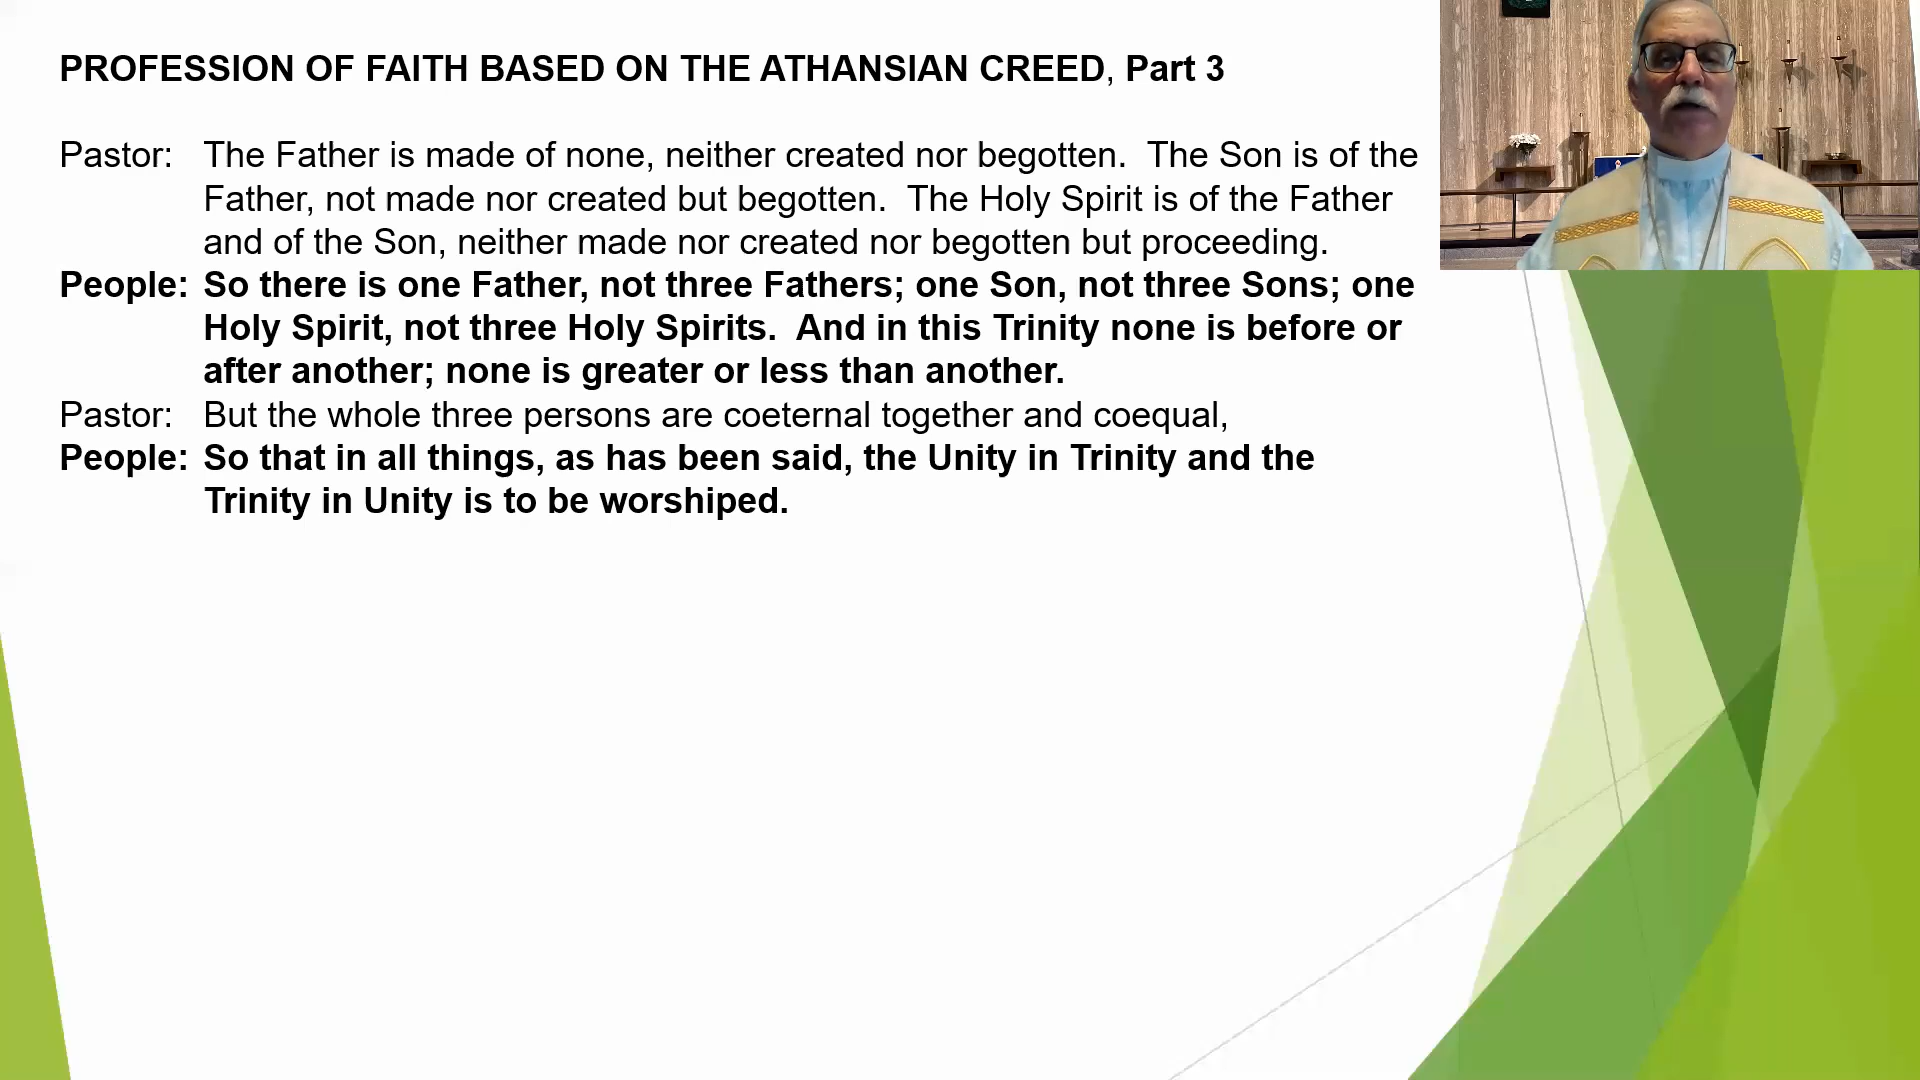 PROFESSION OF FAITH BASED ON THE ATHANSIAN CREED, Part 3
Pastor: The Father is made of none, neither created nor begotten. The Son is of the
Father, not made nor created but begotten. The Holy Spirit is of the Father
and of the Son, neither made nor created nor begotten but proceeding.
People: So there is one Father, not three Fathers; one Son, not three Sons; one
Holy Spirit, not three Holy Spirits. And in this Trinity none is before or
after another; none is greater or less than another.
Pastor: But the whole three persons are coeternal together and coequal,
People: So that in all things, as has been said, the Unity in Trinity and the
Trinity in Unity is to be worshiped.